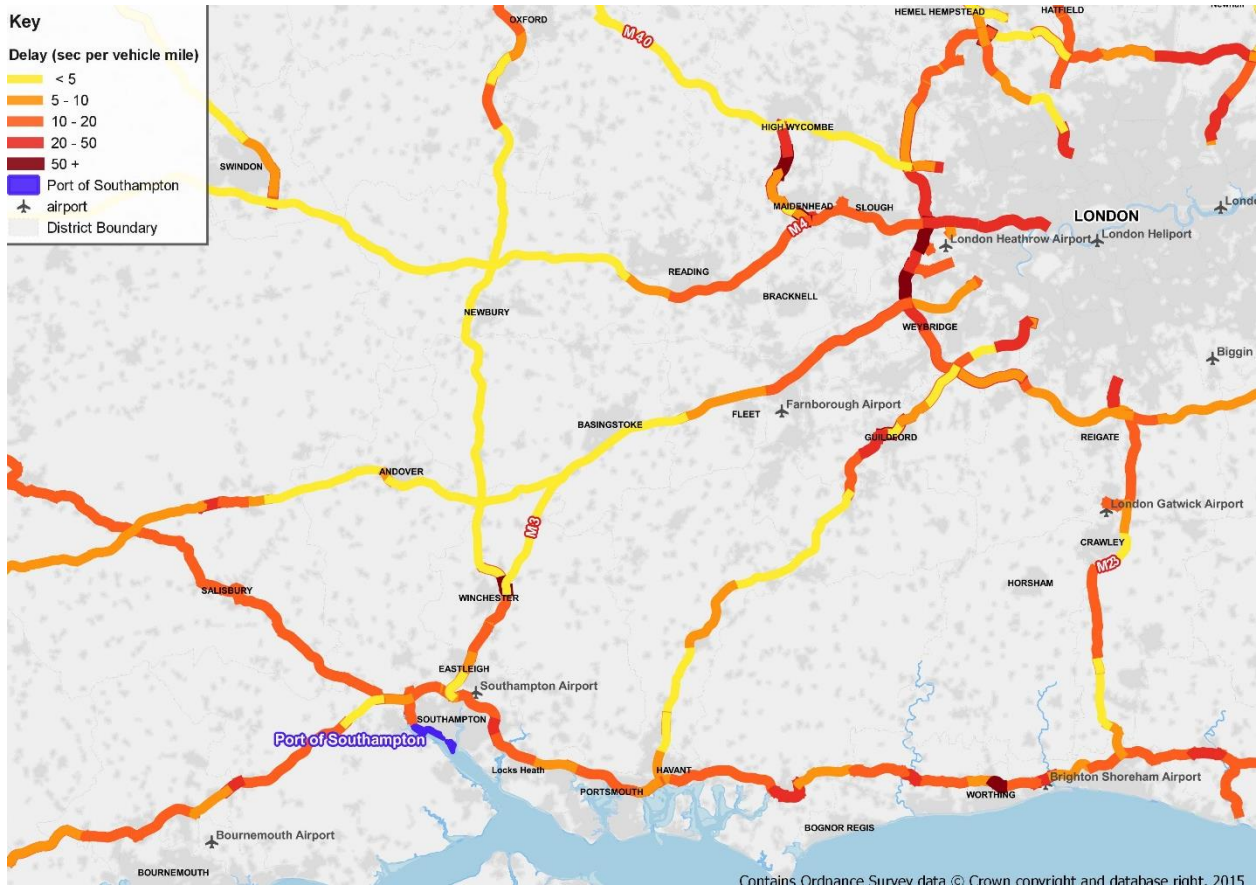 Key
Delay (sec per vehicle mile)
< 5
5 - 10
10 - 20
20 - 50
50 +
Port of Southampton
airport
District Boundary
OXFORD
M40
HEMEL HEMPSTEAD
HATFIELD
HIGH WYCOMBE
SWINDON
MAIDENHEAD
SLOUGH
M4
LONDON
London Heathrow Airport
London Heliport
READING
BRACKNELL
NEWBURY
WEYBRIDGE
Biggin
BASINGSTOKE
FLEET
Farnborough Airport
GUILDFORD
REIGATE
ANDOVER
M3
London Gatwick Airport
CRAWLEY
M23
HORSHAM
SALISBURY
WINCHESTER
EASTLEIGH
Southampton Airport
SOUTHAMPTON
Port of Southampton
Locks Heath
HAVANT
PORTSMOUTH
Brighton Shoreham Airport
WORTHING
BOGNOR REGIS
Bournemouth Airport
BOURNEMOUTH
Contains Ordnance Survey data © Crown copyright and database right, 2015